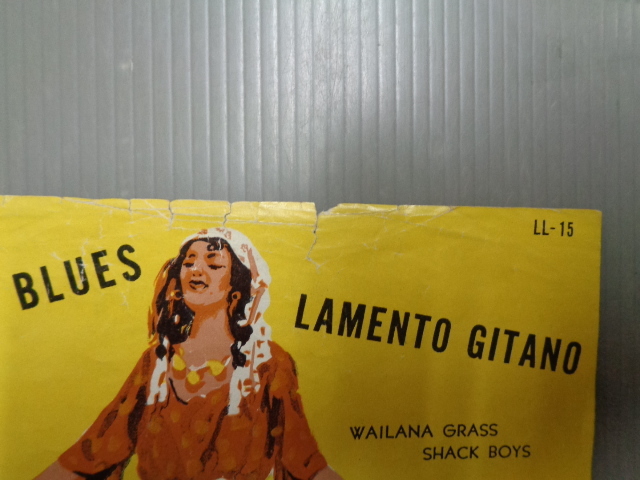 LL-15
BLUES
LAMENTO GITANO
WAILANA GRASS
SHACK BOYS